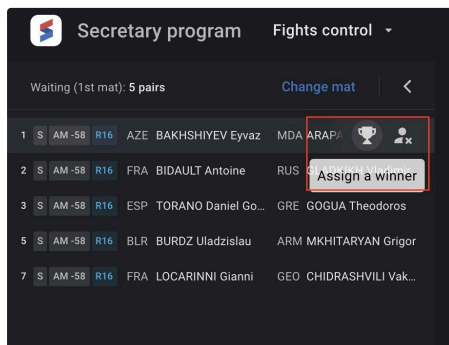 Secretary program Fights control
Waiting (1st mat): 5 pairs Change mat
1 S AM -58 R16 AZE BAKHSHIYEV Eyvaz MDA ARAPA
2 S AM -58 R16 FRA BIDAULT Antoine RUS GLADKIKH Vladimir
Assign a winner
3 S AM -58 R16 ESP TORANO Daniel Go... GRE GOGUA Theodoros
5 S AM -58 R16 BLR BURDZ Uladzislau ARM MKHITARYAN Grigor
7 S AM -58 R16 FRA LOCARINNI Gianni GEO CHIDRASHVILI Vak...